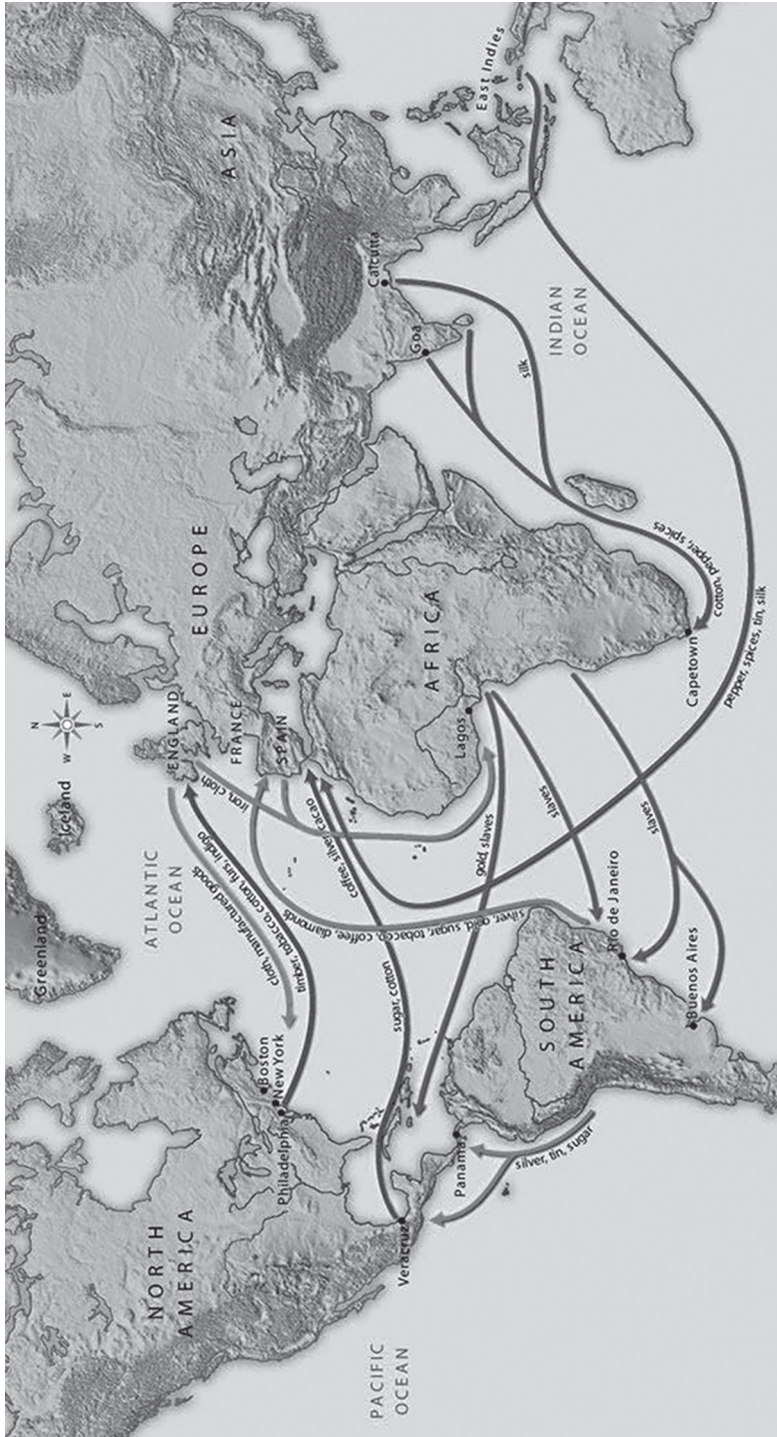 Greenland
Iceland
N
W E
S
ATLANTIC
OCEAN
ENGLAND
FRANCE
SPAIN
EUROPE
ASIA
NORTH
AMERICA
Boston
New York
Philadelphia
cloth, manufactured goods
timber, tobacco, cotton, furs, indigo
iron, cloth
coffee, silver, cacao
sugar, cotton
silver, gold, sugar, tobacco, coffee, diamonds
gold, slaves
slaves
slaves
Veracruz
Panama
silver, tin, sugar
PACIFIC
OCEAN
SOUTH
AMERICA
Rio de Janeiro
Buenos Aires
AFRICA
Lagos
Capetown
cotton, pepper, spices
pepper, spices, tin, silk
Goa
Calcutta
silk
INDIAN
OCEAN
East Indies